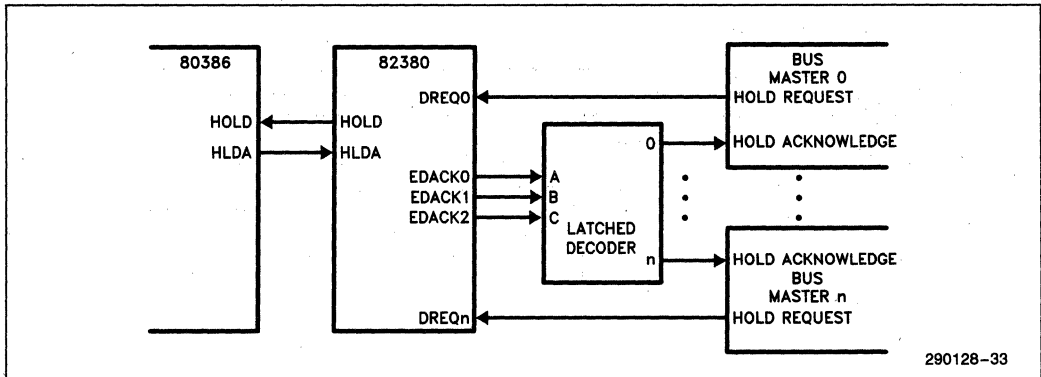 80386
82380
BUS
MASTER 0
DREQ0
HOLD REQUEST
HOLD
HOLD
0
HOLD ACKNOWLEDGE
HLDA
HLDA
EDACK0
A
EDACK1
B
EDACK2
C
LATCHED
DECODER
n
HOLD ACKNOWLEDGE
BUS
MASTER n
DREQn
HOLD REQUEST
290128-33